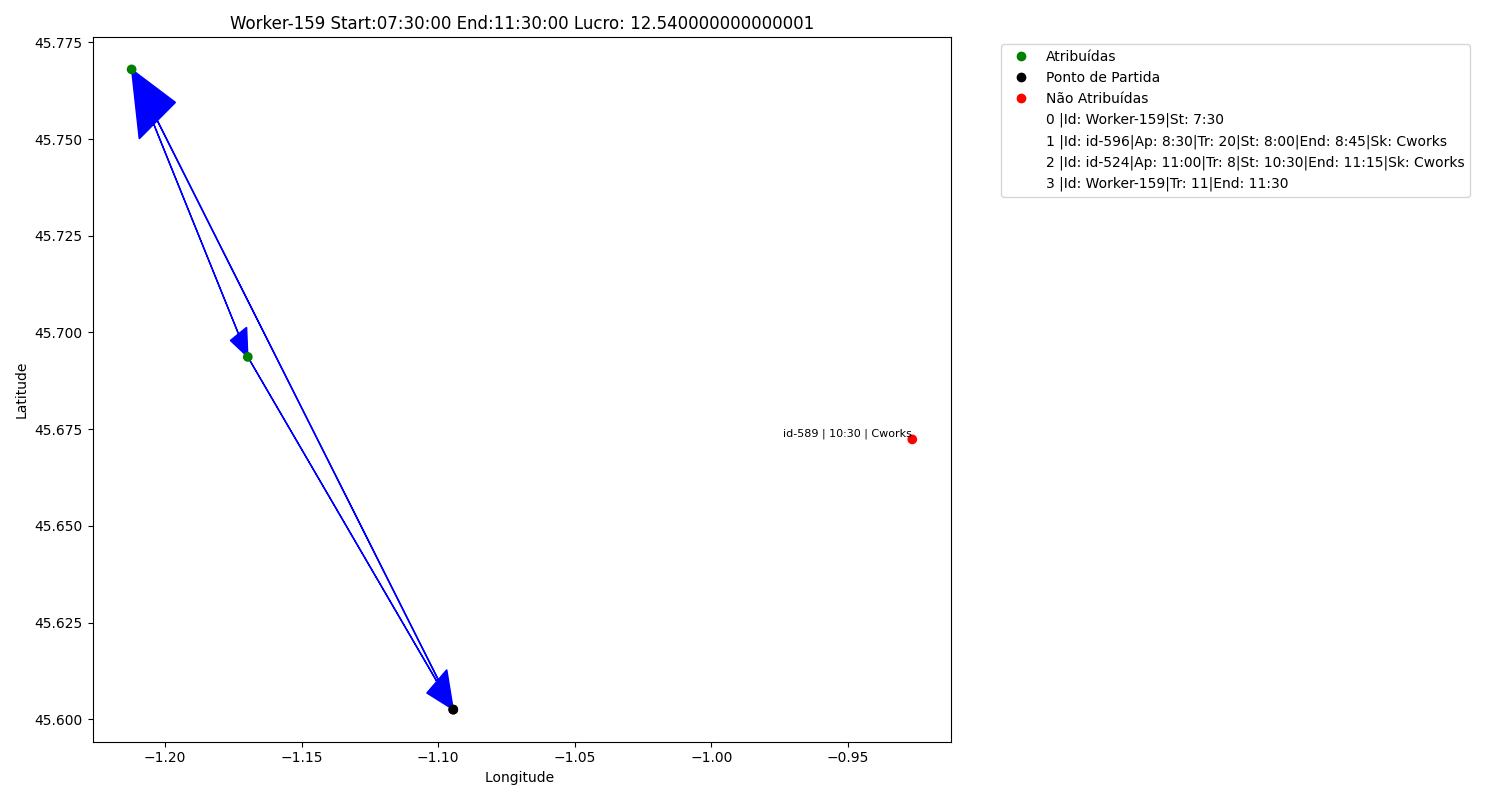 Worker-159 Start:07:30:00 End:11:30:00 Lucro: 12.540000000000001
Atribuídas
Ponto de Partida
Não Atribuídas
0 |Id: Worker-159|St: 7:30
1 |Id: id-596|Ap: 8:30|Tr: 20|St: 8:00|End: 8:45|Sk: Cworks
2 |Id: id-524|Ap: 11:00|Tr: 8|St: 10:30|End: 11:15|Sk: Cworks
3 |Id: Worker-159|Tr: 11|End: 11:30
45.775
45.750
45.725
45.700
45.675
45.650
45.625
45.600
Latitude
id-589 | 10:30 | Cworks
−1.20
−1.15
−1.10
−1.05
−1.00
−0.95
Longitude